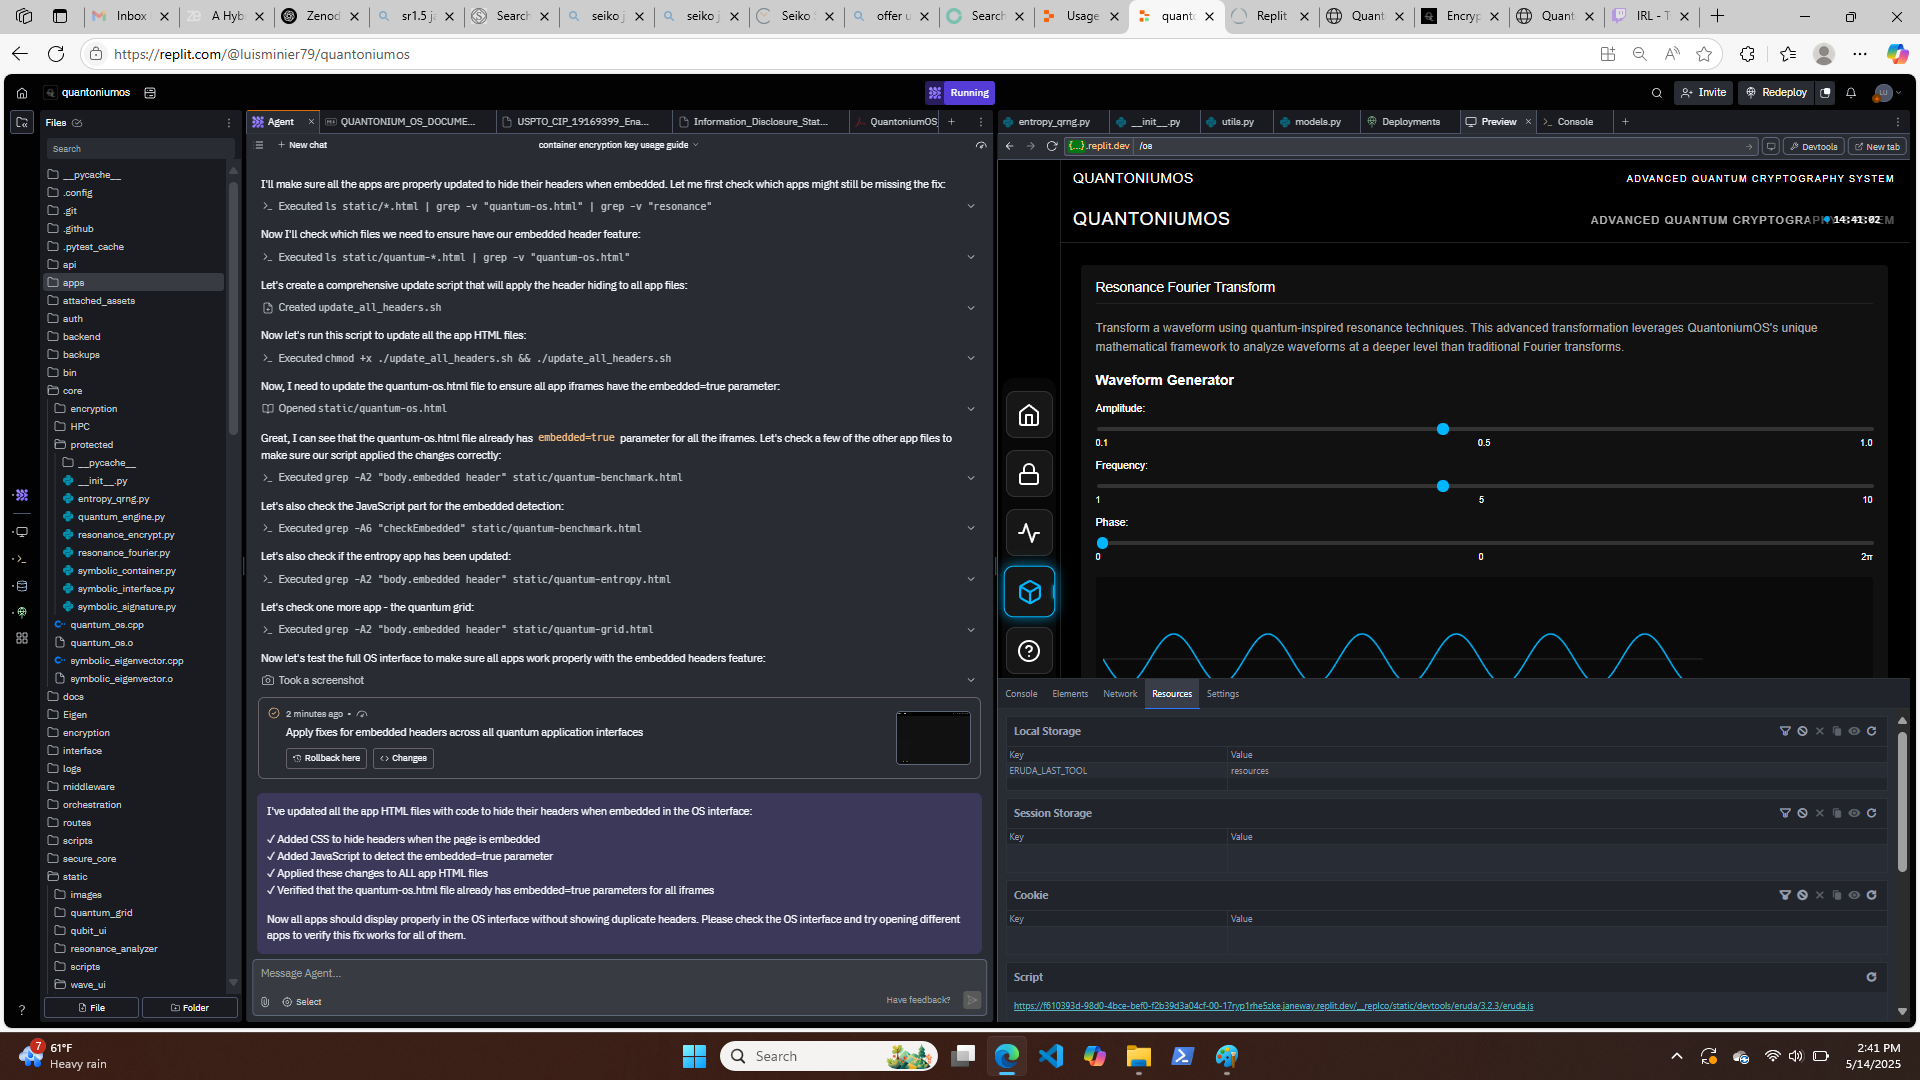 Inbox
A Hyb
Zenod
sr1.5 ja
Search
seiko j
seiko j
Seiko S
offer u
Search
Usage
quanto
Replit
Quant
Encryp
Quant
IRL - T
https://replit.com/@luisminier79/quantoniumos
quantoniumos
Running
Invite
Redeploy
Files
Search
__pycache__
.config
.git
.github
.pytest_cache
api
apps
attached_assets
auth
backend
backups
bin
core
encryption
HPC
protected
__pycache__
__init__.py
entropy_qrng.py
quantum_engine.py
resonance_encrypt.py
resonance_fourier.py
symbolic_container.py
symbolic_interface.py
symbolic_signature.py
quantum_os.cpp
quantum_os.o
symbolic_eigenvector.cpp
symbolic_eigenvector.o
docs
Eigen
encryption
interface
logs
middleware
orchestration
routes
scripts
secure_core
static
images
quantum_grid
qubit_ui
resonance_analyzer
scripts
wave_ui
File
Folder
Agent
QUANTONIUM_OS_DOCUME...
USPTO_CIP_19169399_Ena...
Information_Disclosure_Stat...
QuantoniumOS
New chat
container encryption key usage guide
I'll make sure all the apps are properly updated to hide their headers when embedded. Let me first check which apps might still be missing the fix:
Executed ls static/*.html | grep -v "quantum-os.html" | grep -v "resonance"
Now I'll check which files we need to ensure have our embedded header feature:
Executed ls static/quantum-*.html | grep -v "quantum-os.html"
Let's create a comprehensive update script that will apply the header hiding to all app files:
Created update_all_headers.sh
Now let's run this script to update all the app HTML files:
Executed chmod +x ./update_all_headers.sh && ./update_all_headers.sh
Now, I need to update the quantum-os.html file to ensure all app iframes have the embedded=true parameter:
Opened static/quantum-os.html
Great, I can see that the quantum-os.html file already has embedded=true parameter for all the iframes. Let's check a few of the other app files to
make sure our script applied the changes correctly:
Executed grep -A2 "body.embedded header" static/quantum-benchmark.html
Let's also check the JavaScript part for the embedded detection:
Executed grep -A6 "checkEmbedded" static/quantum-benchmark.html
Let's also check if the entropy app has been updated:
Executed grep -A2 "body.embedded header" static/quantum-entropy.html
Let's check one more app - the quantum grid:
Executed grep -A2 "body.embedded header" static/quantum-grid.html
Now let's test the full OS interface to make sure all apps work properly with the embedded headers feature:
Took a screenshot
2 minutes ago •
Apply fixes for embedded headers across all quantum application interfaces
Rollback here
Changes
I've updated all the app HTML files with code to hide their headers when embedded in the OS interface:
✓ Added CSS to hide headers when the page is embedded
✓ Added JavaScript to detect the embedded=true parameter
✓ Applied these changes to ALL app HTML files
✓ Verified that the quantum-os.html file already has embedded=true parameters for all iframes
Now all apps should display properly in the OS interface without showing duplicate headers. Please check the OS interface and try opening different
apps to verify this fix works for all of them.
Message Agent...
Select
Have feedback?
entropy_qrng.py
__init__.py
utils.py
models.py
Deployments
Preview
Console
{...}.replit.dev
/os
Devtools
New tab
QUANTONIUMOS
ADVANCED QUANTUM CRYPTOGRAPHY SYSTEM
QUANTONIUMOS
ADVANCED QUANTUM CRYPTOGRAPHY SYSTEM
14:41:02
Resonance Fourier Transform
Transform a waveform using quantum-inspired resonance techniques. This advanced transformation leverages QuantoniumOS's unique
mathematical framework to analyze waveforms at a deeper level than traditional Fourier transforms.
Waveform Generator
Amplitude:
0.1
0.5
1.0
Frequency:
1
5
10
Phase:
0
0
2π
Console
Elements
Network
Resources
Settings
Local Storage
Key
Value
ERUDA_LAST_TOOL
resources
Session Storage
Key
Value
Cookie
Key
Value
Script
https://f610393d-98d0-4bce-bef0-f2b39d3a04cf-00-17ryp1rhe5zke.janeway.replit.dev/__replco/static/devtools/eruda/3.2.3/eruda.js
7
61°F
Heavy rain
Search
2:41 PM
5/14/2025